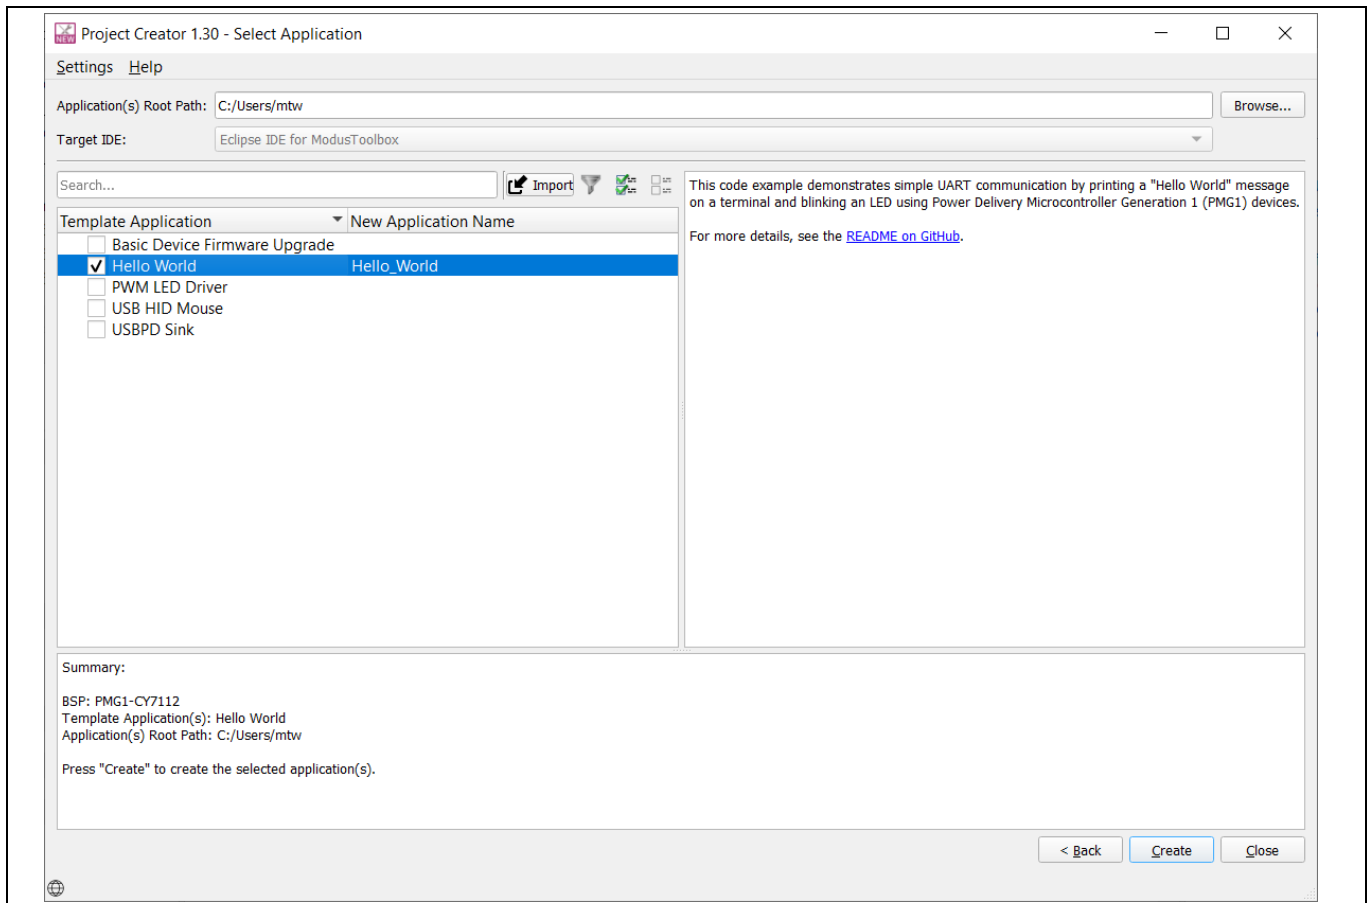 NEW
Project Creator 1.30 - Select Application
Settings Help
Application(s) Root Path: C:/Users/mtw Browse...
Target IDE: Eclipse IDE for ModusToolbox
Search... Import
Template Application New Application Name
Basic Device Firmware Upgrade
Hello World Hello_World
PWM LED Driver
USB HID Mouse
USBPD Sink
This code example demonstrates simple UART communication by printing a "Hello World" message
on a terminal and blinking an LED using Power Delivery Microcontroller Generation 1 (PMG1) devices.
For more details, see the README on GitHub.
Summary:
BSP: PMG1-CY7112
Template Application(s): Hello World
Application(s) Root Path: C:/Users/mtw
Press "Create" to create the selected application(s).
< Back Create Close